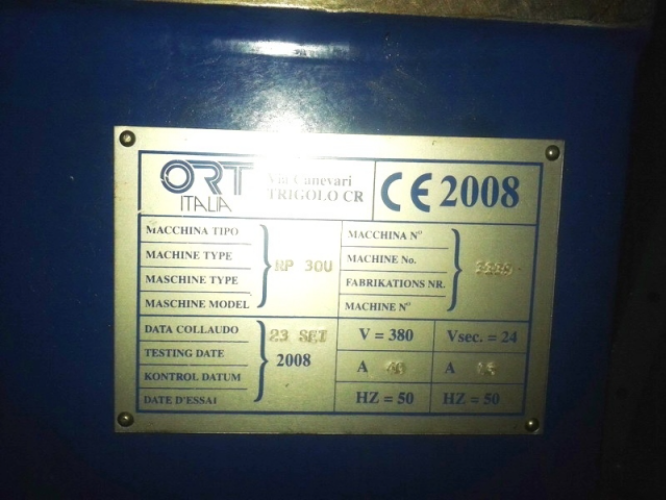 ORT
ITALIA
Via Canevari
TRIGOLO CR
CE 2008
MACCHINA TIPO
MACHINE TYPE
MASCHINE TYPE
MASCHINE MODEL
RP 30U
MACCHINA N°
MACHINE No.
FABRIKATIONS NR.
MACHINE N°
DATA COLLAUDO
TESTING DATE
KONTROL DATUM
DATE D'ESSAI
23 SET
2008
V = 380
Vsec. = 24
A
A
HZ = 50
HZ = 50